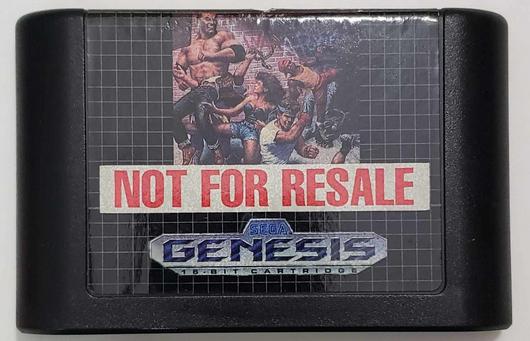 NOT FOR RESALE
SEGA
GENESIS
16-BIT CARTRIDGE